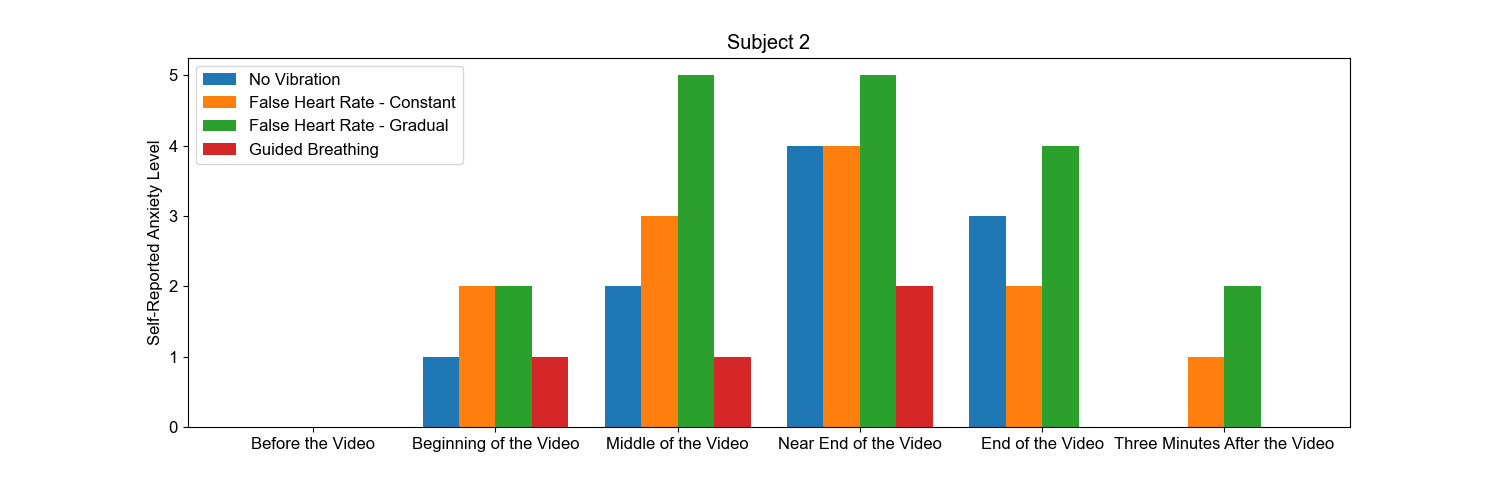 Subject 2
No Vibration
False Heart Rate - Constant
False Heart Rate - Gradual
Guided Breathing
Self-Reported Anxiety Level
5
4
3
2
1
0
Before the Video
Beginning of the Video
Middle of the Video
Near End of the Video
End of the Video
Three Minutes After the Video